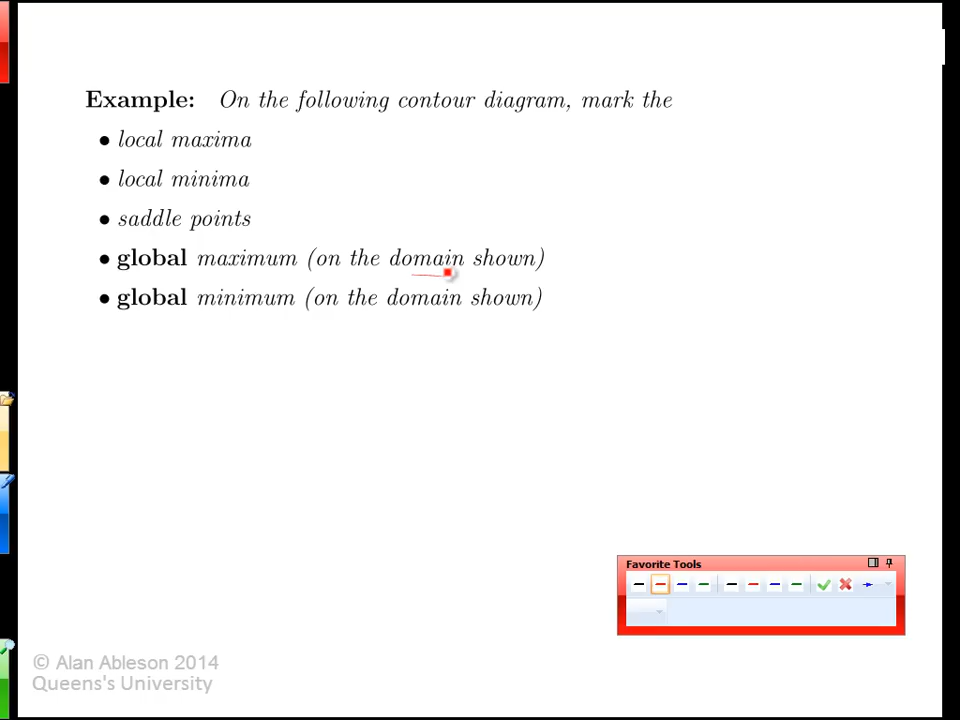 Example: On the following contour diagram, mark the
• local maxima
• local minima
• saddle points
• global maximum (on the domain shown)
• global minimum (on the domain shown)
Favorite Tools
© Alan Ableson 2014
Queens's University